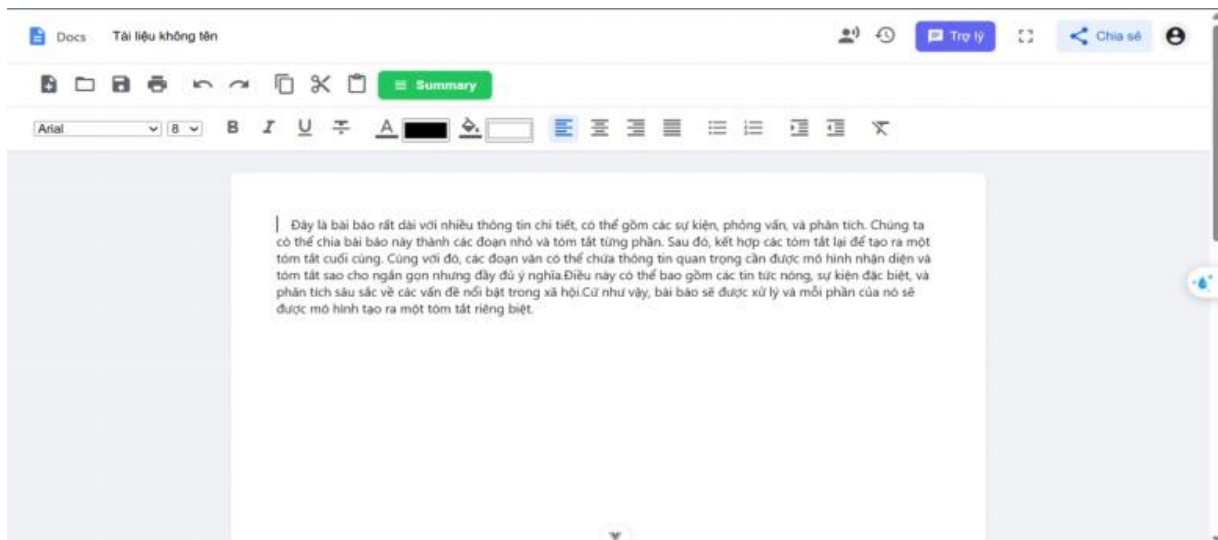 Docs Tài liệu không tên Trợ lý Chia sẻ
Summary
Arial 8 B I U A
Đây là bài báo rất dài với nhiều thông tin chi tiết, có thể gồm các sự kiện, phỏng vấn, và phân tích. Chúng ta
có thể chia bài báo này thành các đoạn nhỏ và tóm tắt từng phần. Sau đó, kết hợp các tóm tắt lại để tạo ra một
tóm tắt cuối cùng. Cùng với đó, các đoạn văn có thể chứa thông tin quan trọng cần được mô hình nhận diện và
tóm tắt sao cho ngắn gọn nhưng đầy đủ ý nghĩa.Điều này có thể bao gồm các tin tức nóng, sự kiện đặc biệt, và
phân tích sâu sắc về các vấn đề nổi bật trong xã hội.Cứ như vậy, bài báo sẽ được xử lý và mỗi phần của nó sẽ
được mô hình tạo ra một tóm tắt riêng biệt.